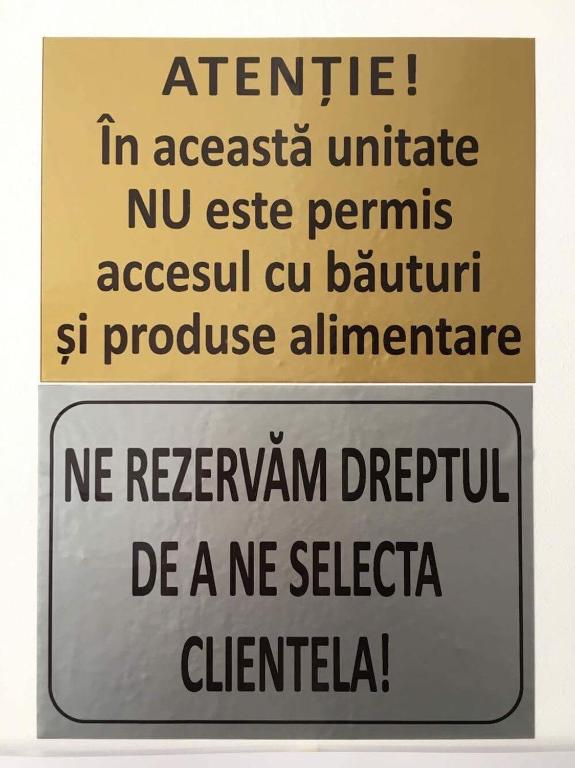 ATENȚIE!
În această unitate
NU este permis
accesul cu băuturi
și produse alimentare
NE REZERVĂM DREPTUL
DE A NE SELECTA
CLIENTELA!